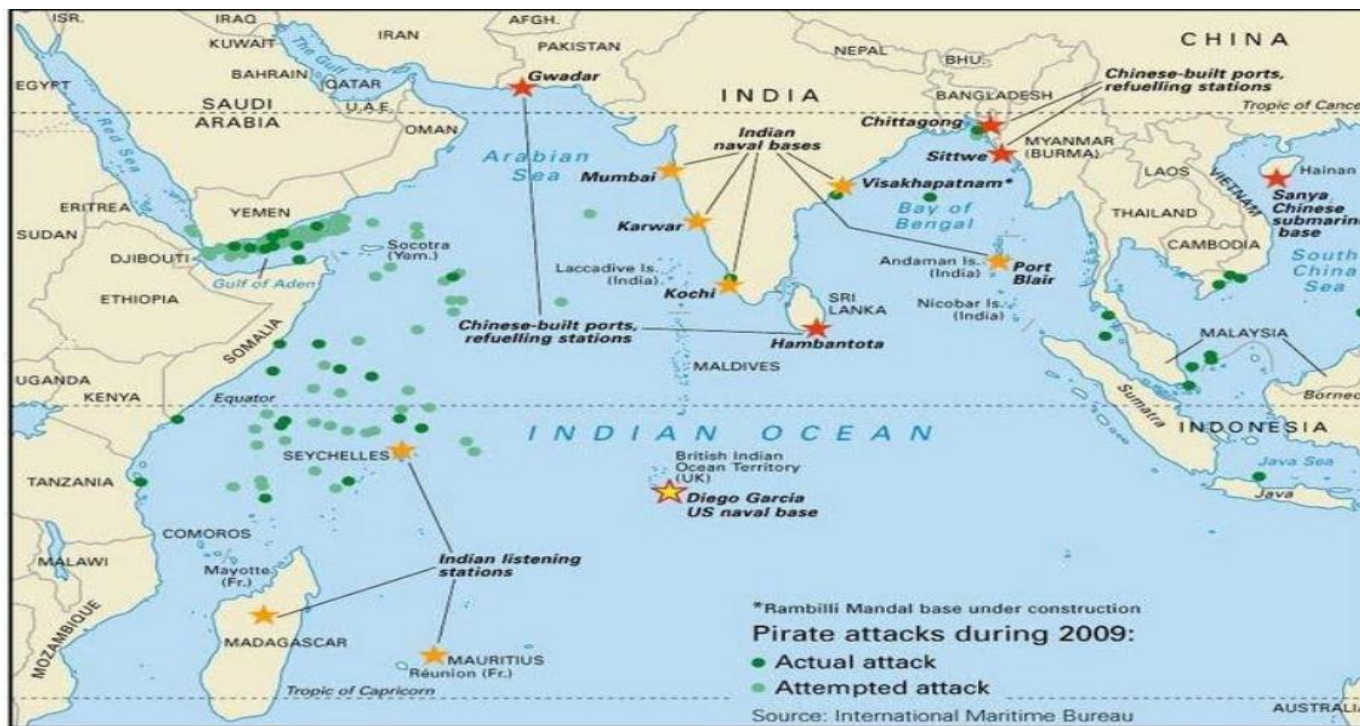 ISR.
IRAQ
KUWAIT
IRAN
AFGH.
PAKISTAN
NEPAL
BHU.
CHINA
The Gulf
BAHRAIN
QATAR
EGYPT
U.A.E.
SAUDI
ARABIA
OMAN
Red Sea
Gwadar
INDIA
BANGLADESH
Chinese-built ports,
refuelling stations
Tropic of Cance
Chittagong
Sittwe
MYANMAR
(BURMA)
Arabian
Sea
Indian
naval bases
Mumbai
Visakhapatnam*
Bay of
Bengal
LAOS
VIETNAM
Hainan
Sanya
Chinese
submarine
base
THAILAND
ERITREA
YEMEN
SUDAN
Socotra
(Yem.)
Karwar
DJIBOUTI
Gulf of Aden
Laccadive Is.
(India)
Andaman Is.
(India)
Port
Blair
CAMBODIA
South
China
Sea
ETHIOPIA
Kochi
SRI
LANKA
Nicobar Is.
(India)
SOMALIA
Chinese-built ports,
refuelling stations
Hambantota
MALAYSIA
MALDIVES
UGANDA
KENYA
Equator
Sumatra
Borneo
INDIAN OCEAN
INDONESIA
SEYCHELLES
British Indian
Ocean Territory
(UK)
Java Sea
TANZANIA
Diego Garcia
US naval base
Java
COMOROS
MALAWI
Mayotte
(Fr.)
Indian listening
stations
MOZAMBIQUE
MADAGASCAR
MAURITIUS
Réunion (Fr.)
Tropic of Capricorn
*Rambilli Mandal base under construction
Pirate attacks during 2009:
Actual attack
Attempted attack
Source: International Maritime Bureau
AUSTRALIA